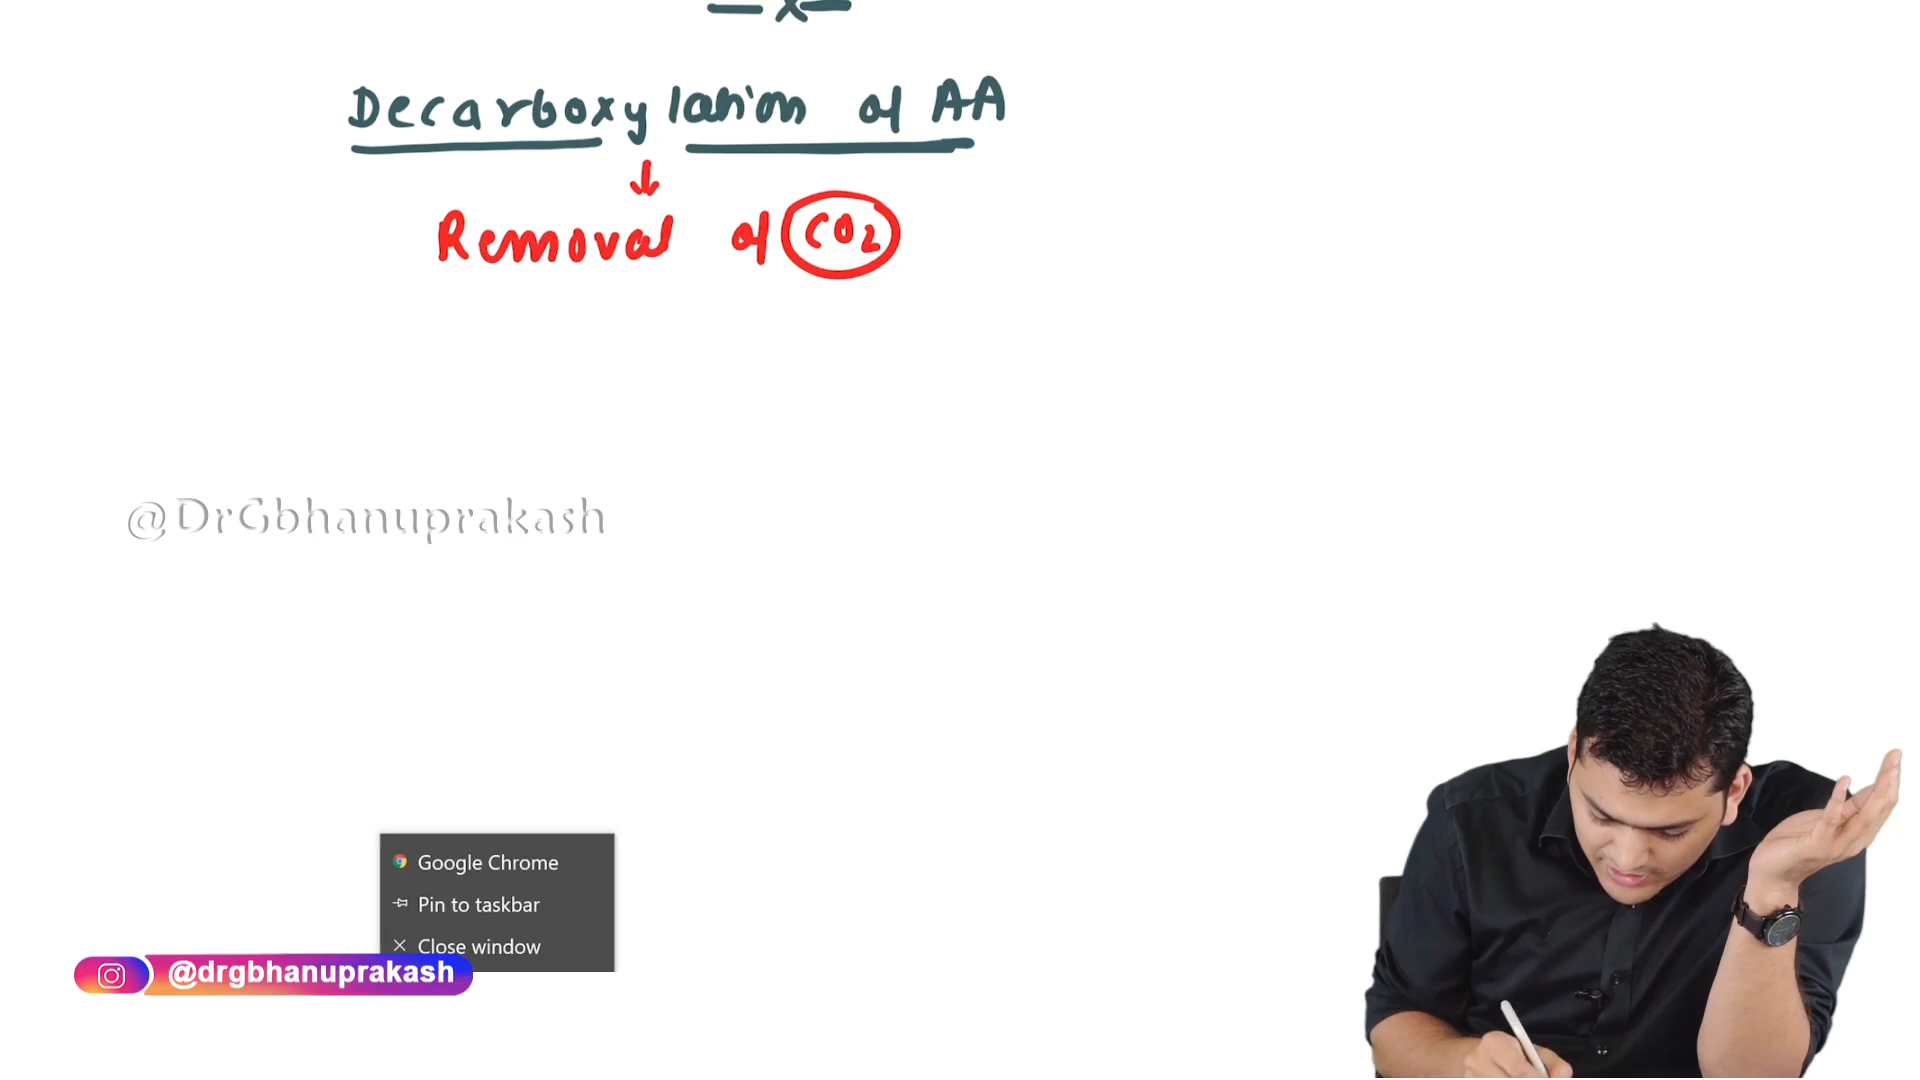 Decarboxylation of AA
↓
Removal of CO2
@DrGbhanuprakash
Google Chrome
Pin to taskbar
Close window
@drgbhanuprakash